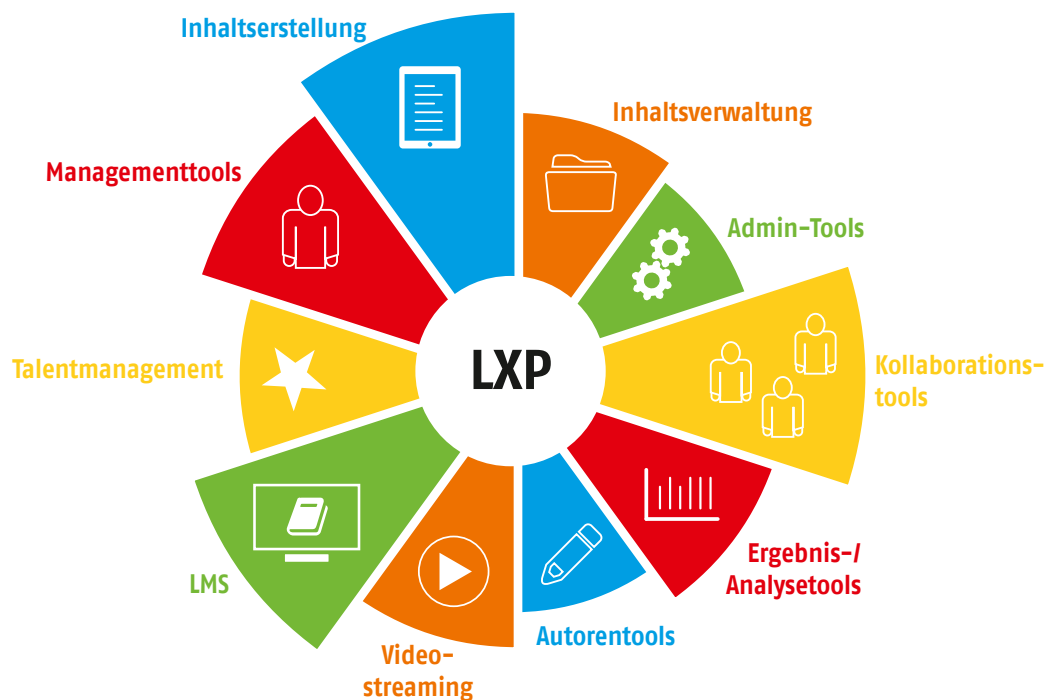 Inhaltserstellung
Inhaltsverwaltung
Managementtools
Admin-Tools
LXP
Talentmanagement
Kollaborations-
tools
Ergebnis-/
Analysetools
LMS
Autorentools
Video-
streaming